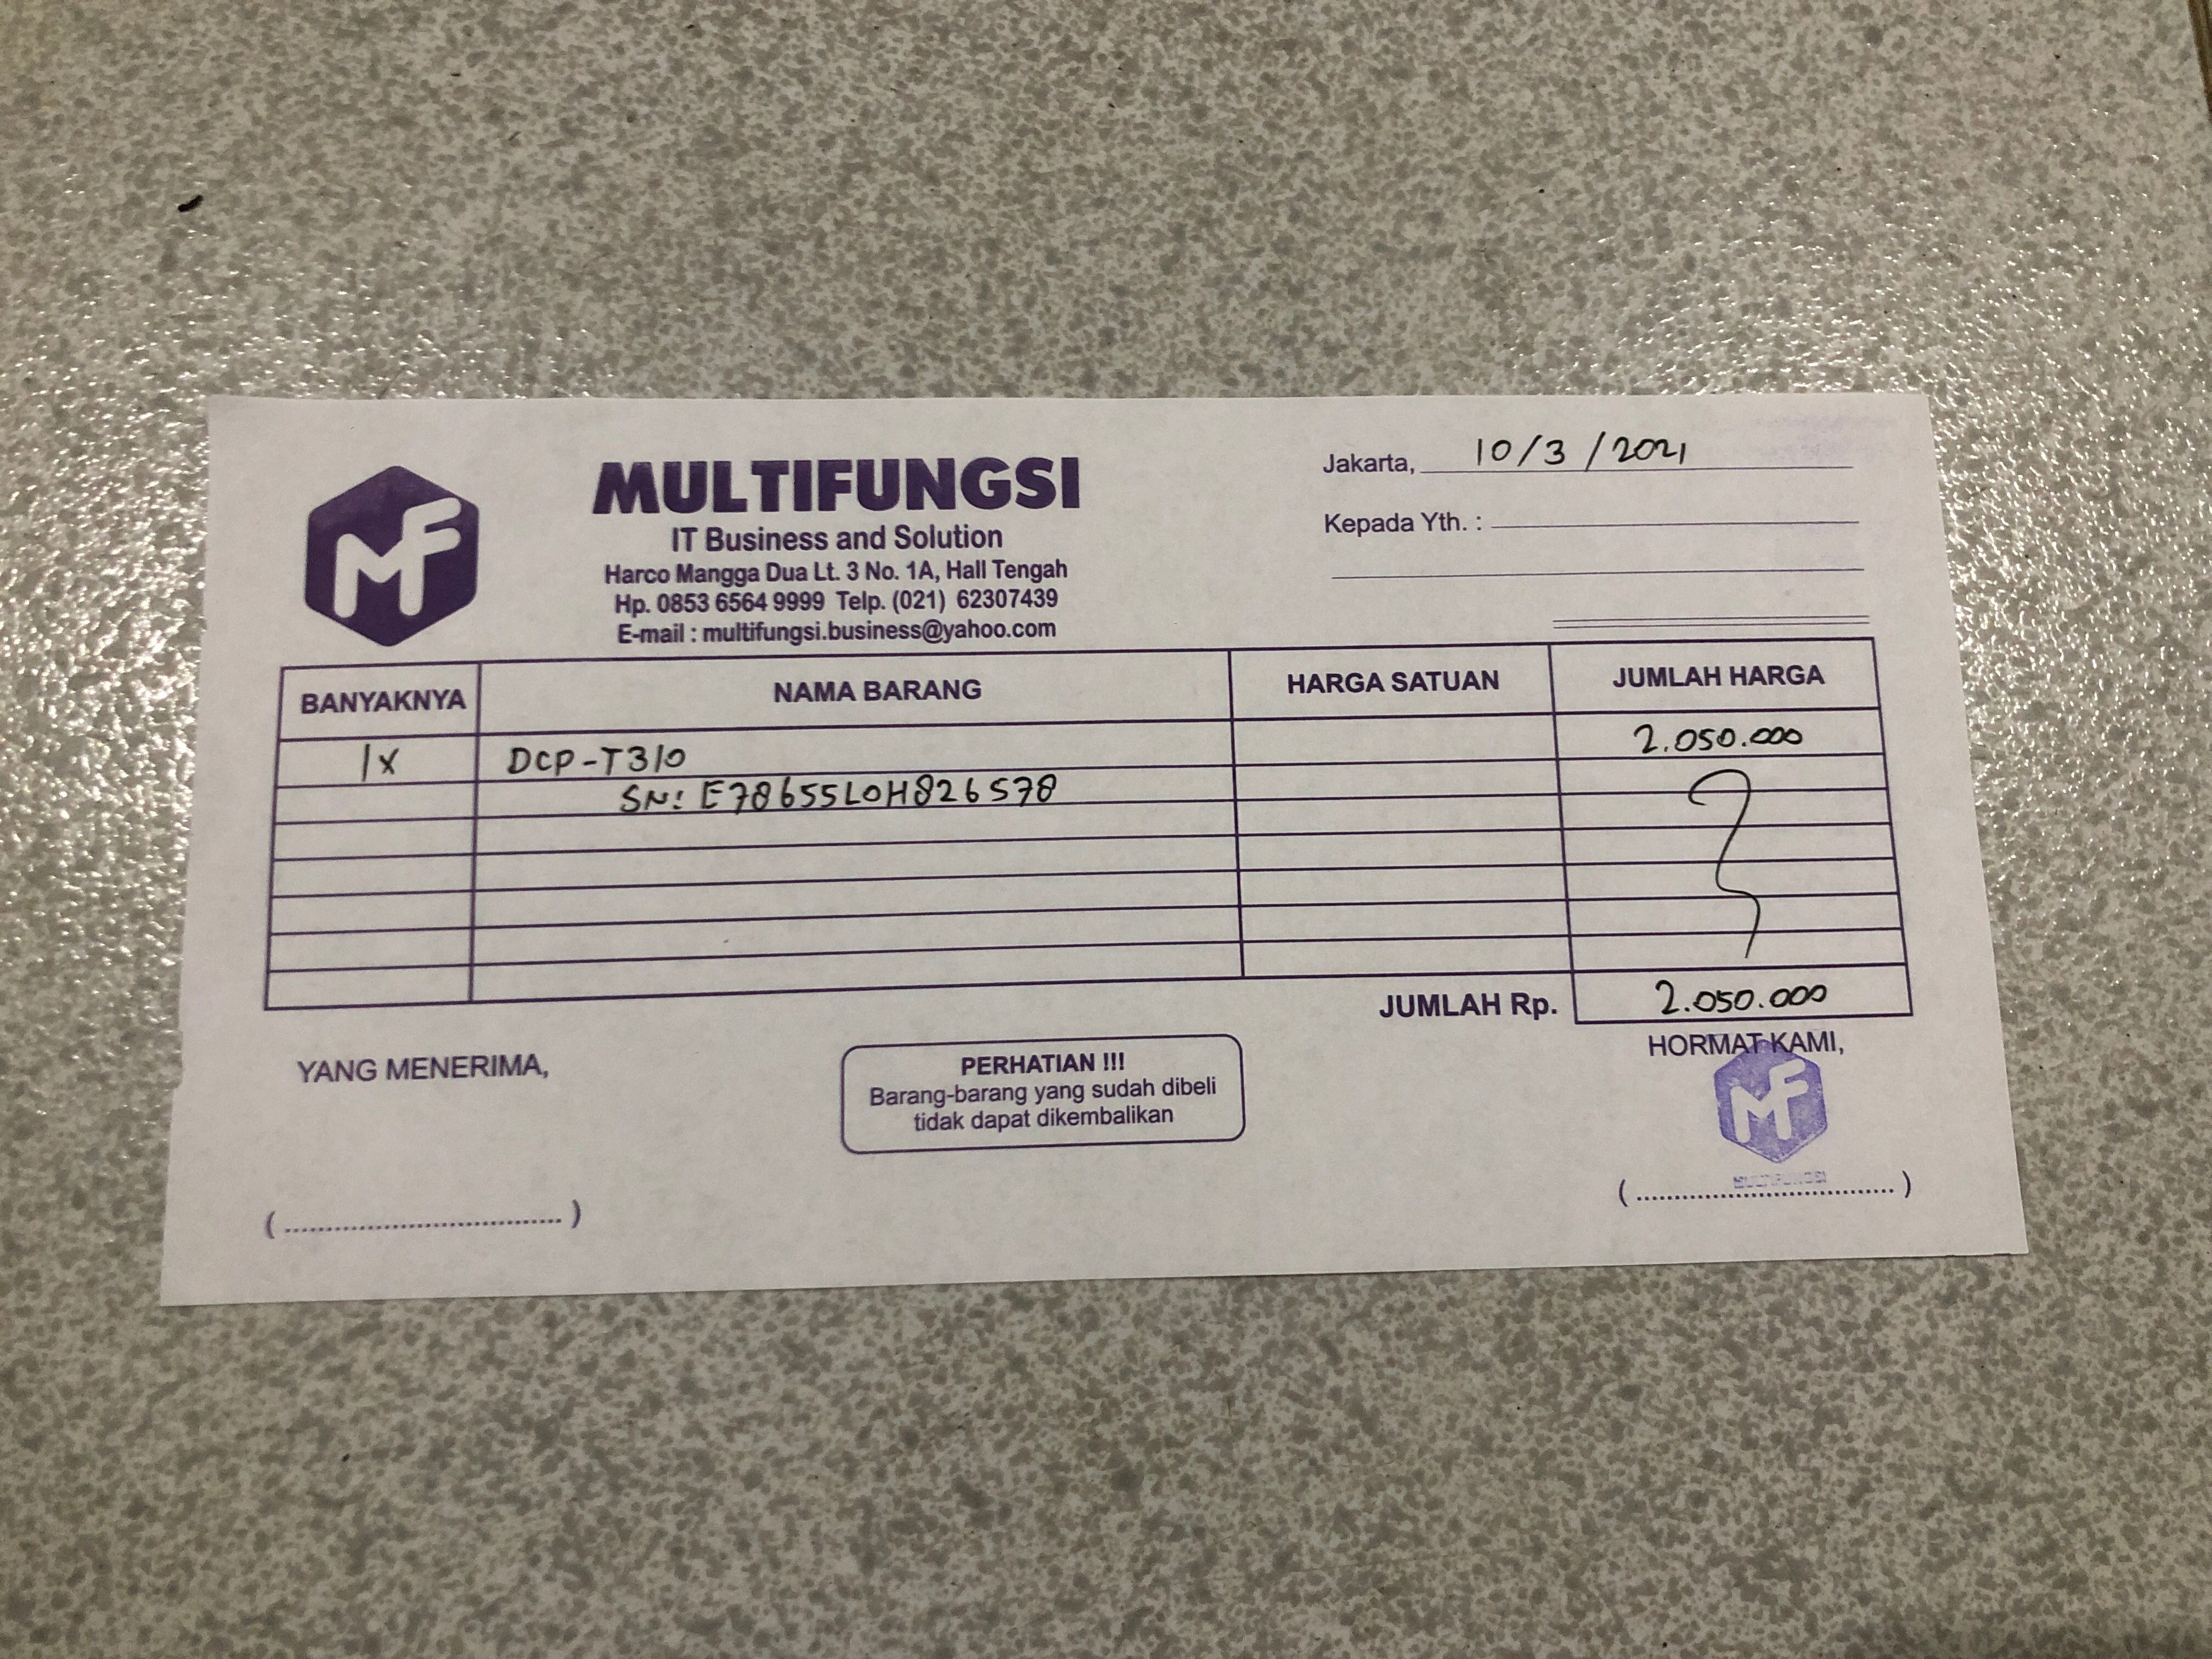 MF
MULTIFUNGSI
IT Business and Solution
Harco Mangga Dua Lt. 3 No. 1A, Hall Tengah
Hp. 0853 6564 9999 Telp. (021) 62307439
E-mail : multifungsi.business@yahoo.com
Jakarta, 10/3/2021
Kepada Yth. :
BANYAKNYA NAMA BARANG HARGA SATUAN JUMLAH HARGA
1x DCP-T310 2.050.000
SN: E78655L0H826578
JUMLAH Rp. 2.050.000
YANG MENERIMA,
PERHATIAN !!!
Barang-barang yang sudah dibeli
tidak dapat dikembalikan
HORMAT KAMI,
MF
MULTIFUNGSI